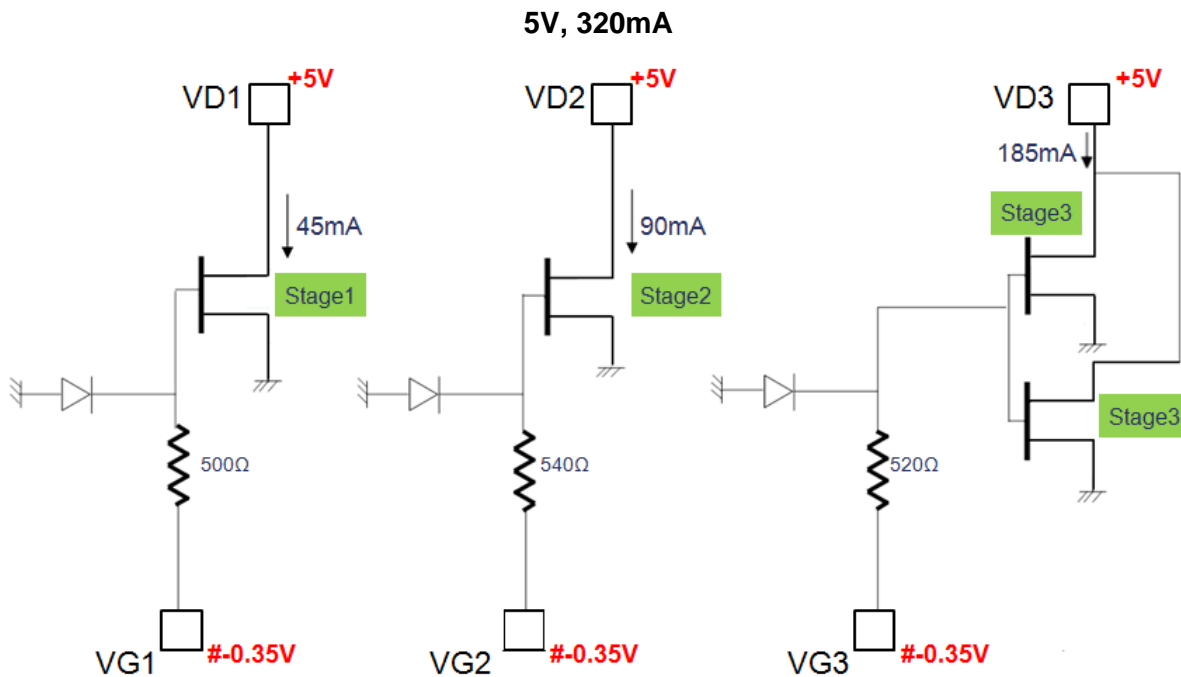 5V, 320mA
VD1 +5V
VD2 +5V
VD3 +5V
45mA
90mA
185mA
Stage1
Stage2
Stage3
Stage3
500Ω
540Ω
520Ω
VG1 #-0.35V
VG2 #-0.35V
VG3 #-0.35V